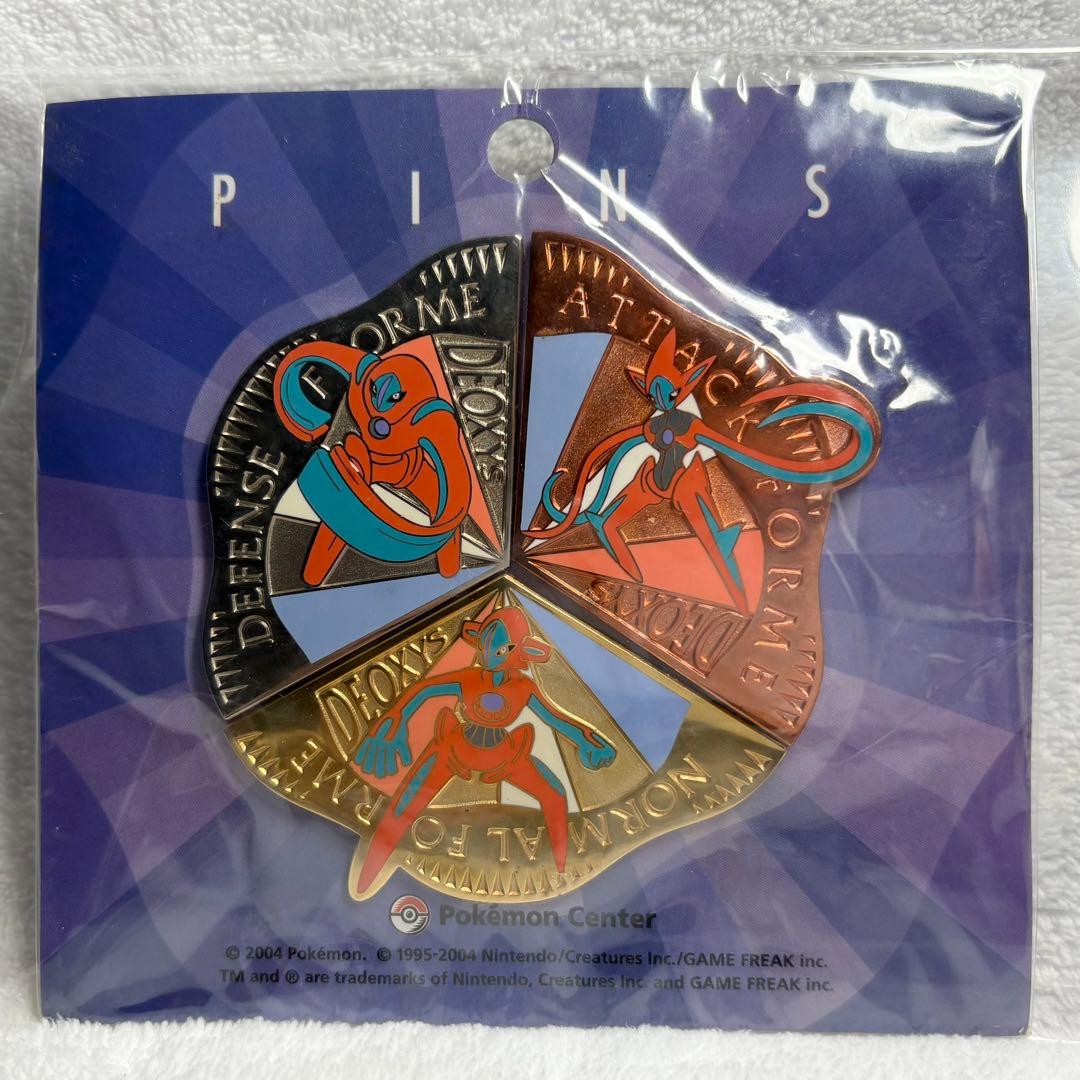 P I N S
DEFENSE FORME
DEOXYS
ATTACK FORME
DEOXYS
DEOXYS
NORMAL FORME
Pokémon Center
© 2004 Pokémon. © 1995-2004 Nintendo/Creatures Inc./GAME FREAK inc.
TM and ® are trademarks of Nintendo, Creatures Inc. and GAME FREAK inc.